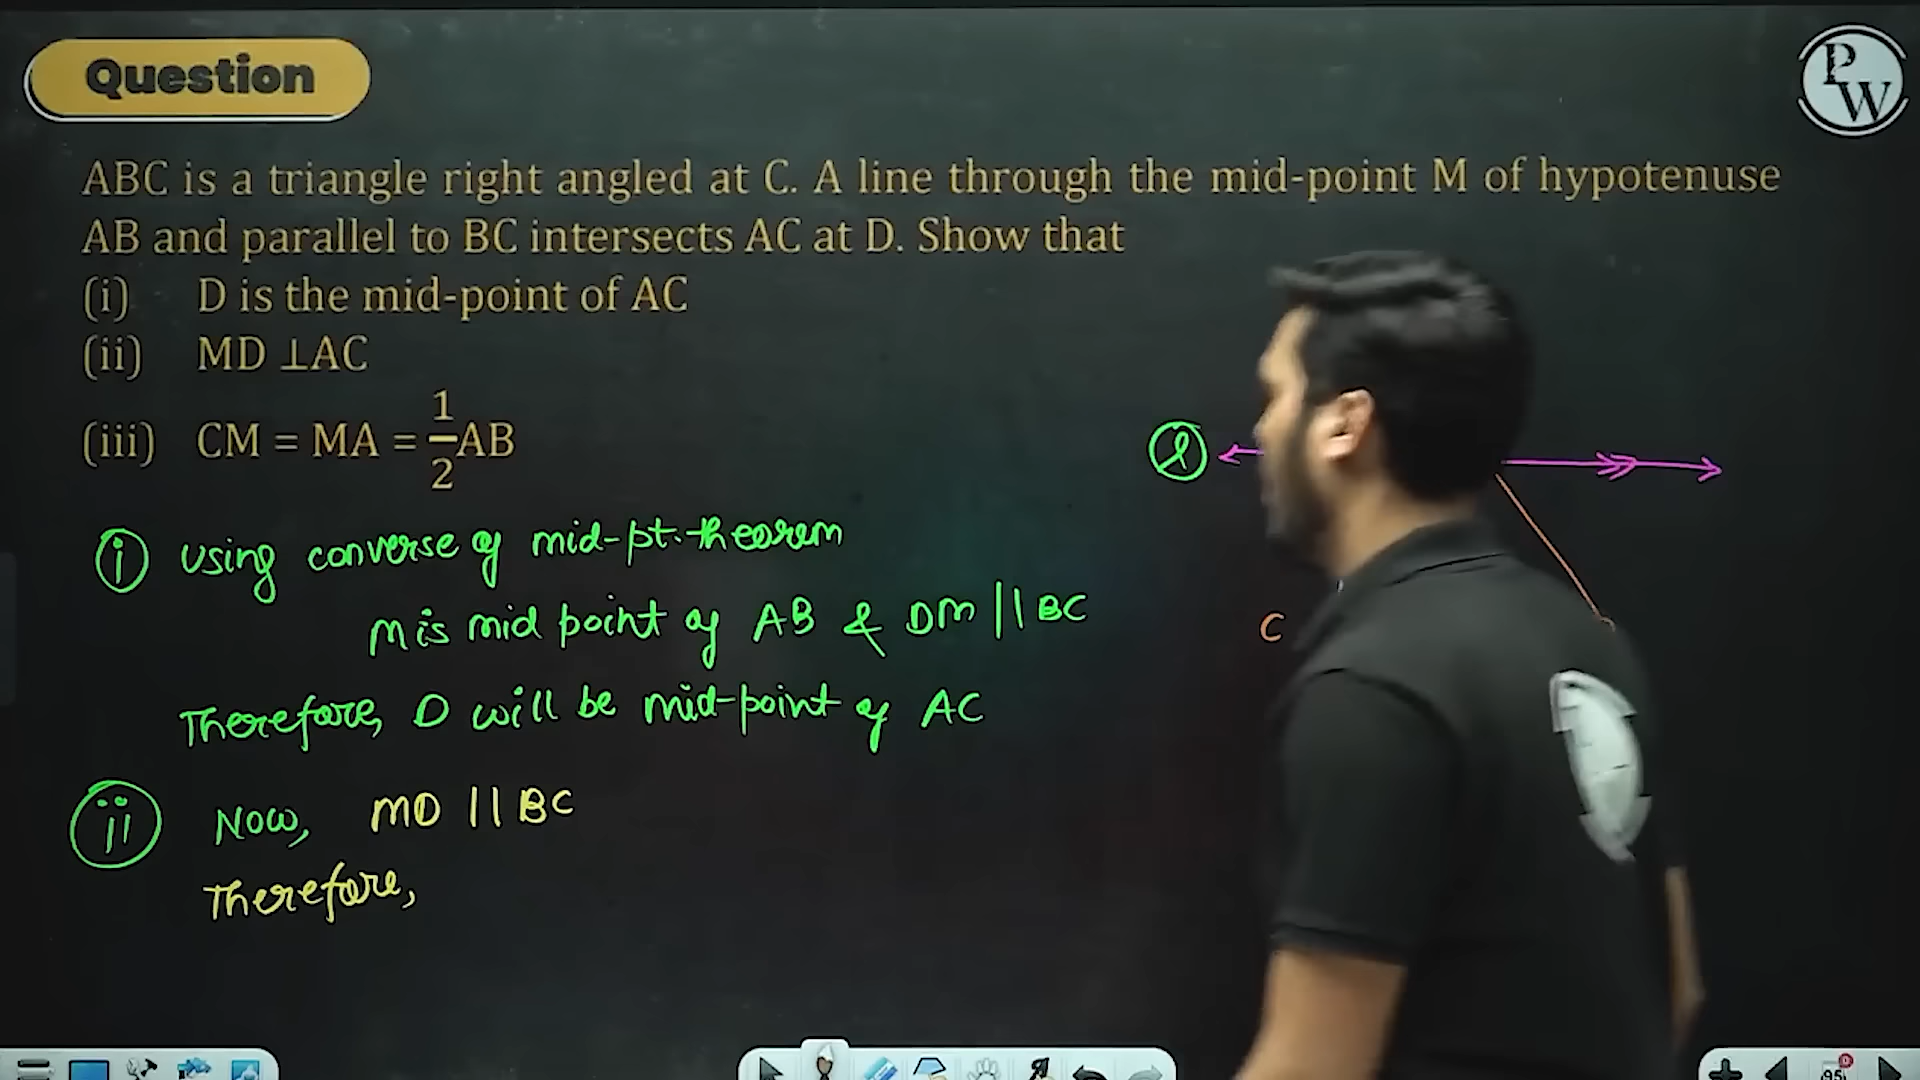 Question
PW
ABC is a triangle right angled at C. A line through the mid-point M of hypotenuse
AB and parallel to BC intersects AC at D. Show that
(i) D is the mid-point of AC
(ii) MD ⊥AC
(iii) CM = MA = 1/2 AB
(i) Using converse of mid-pt. theorem
M is mid point of AB & DM || BC
Therefore, D will be mid-point of AC
(ii) Now, MD || BC
Therefore,
l
C
95